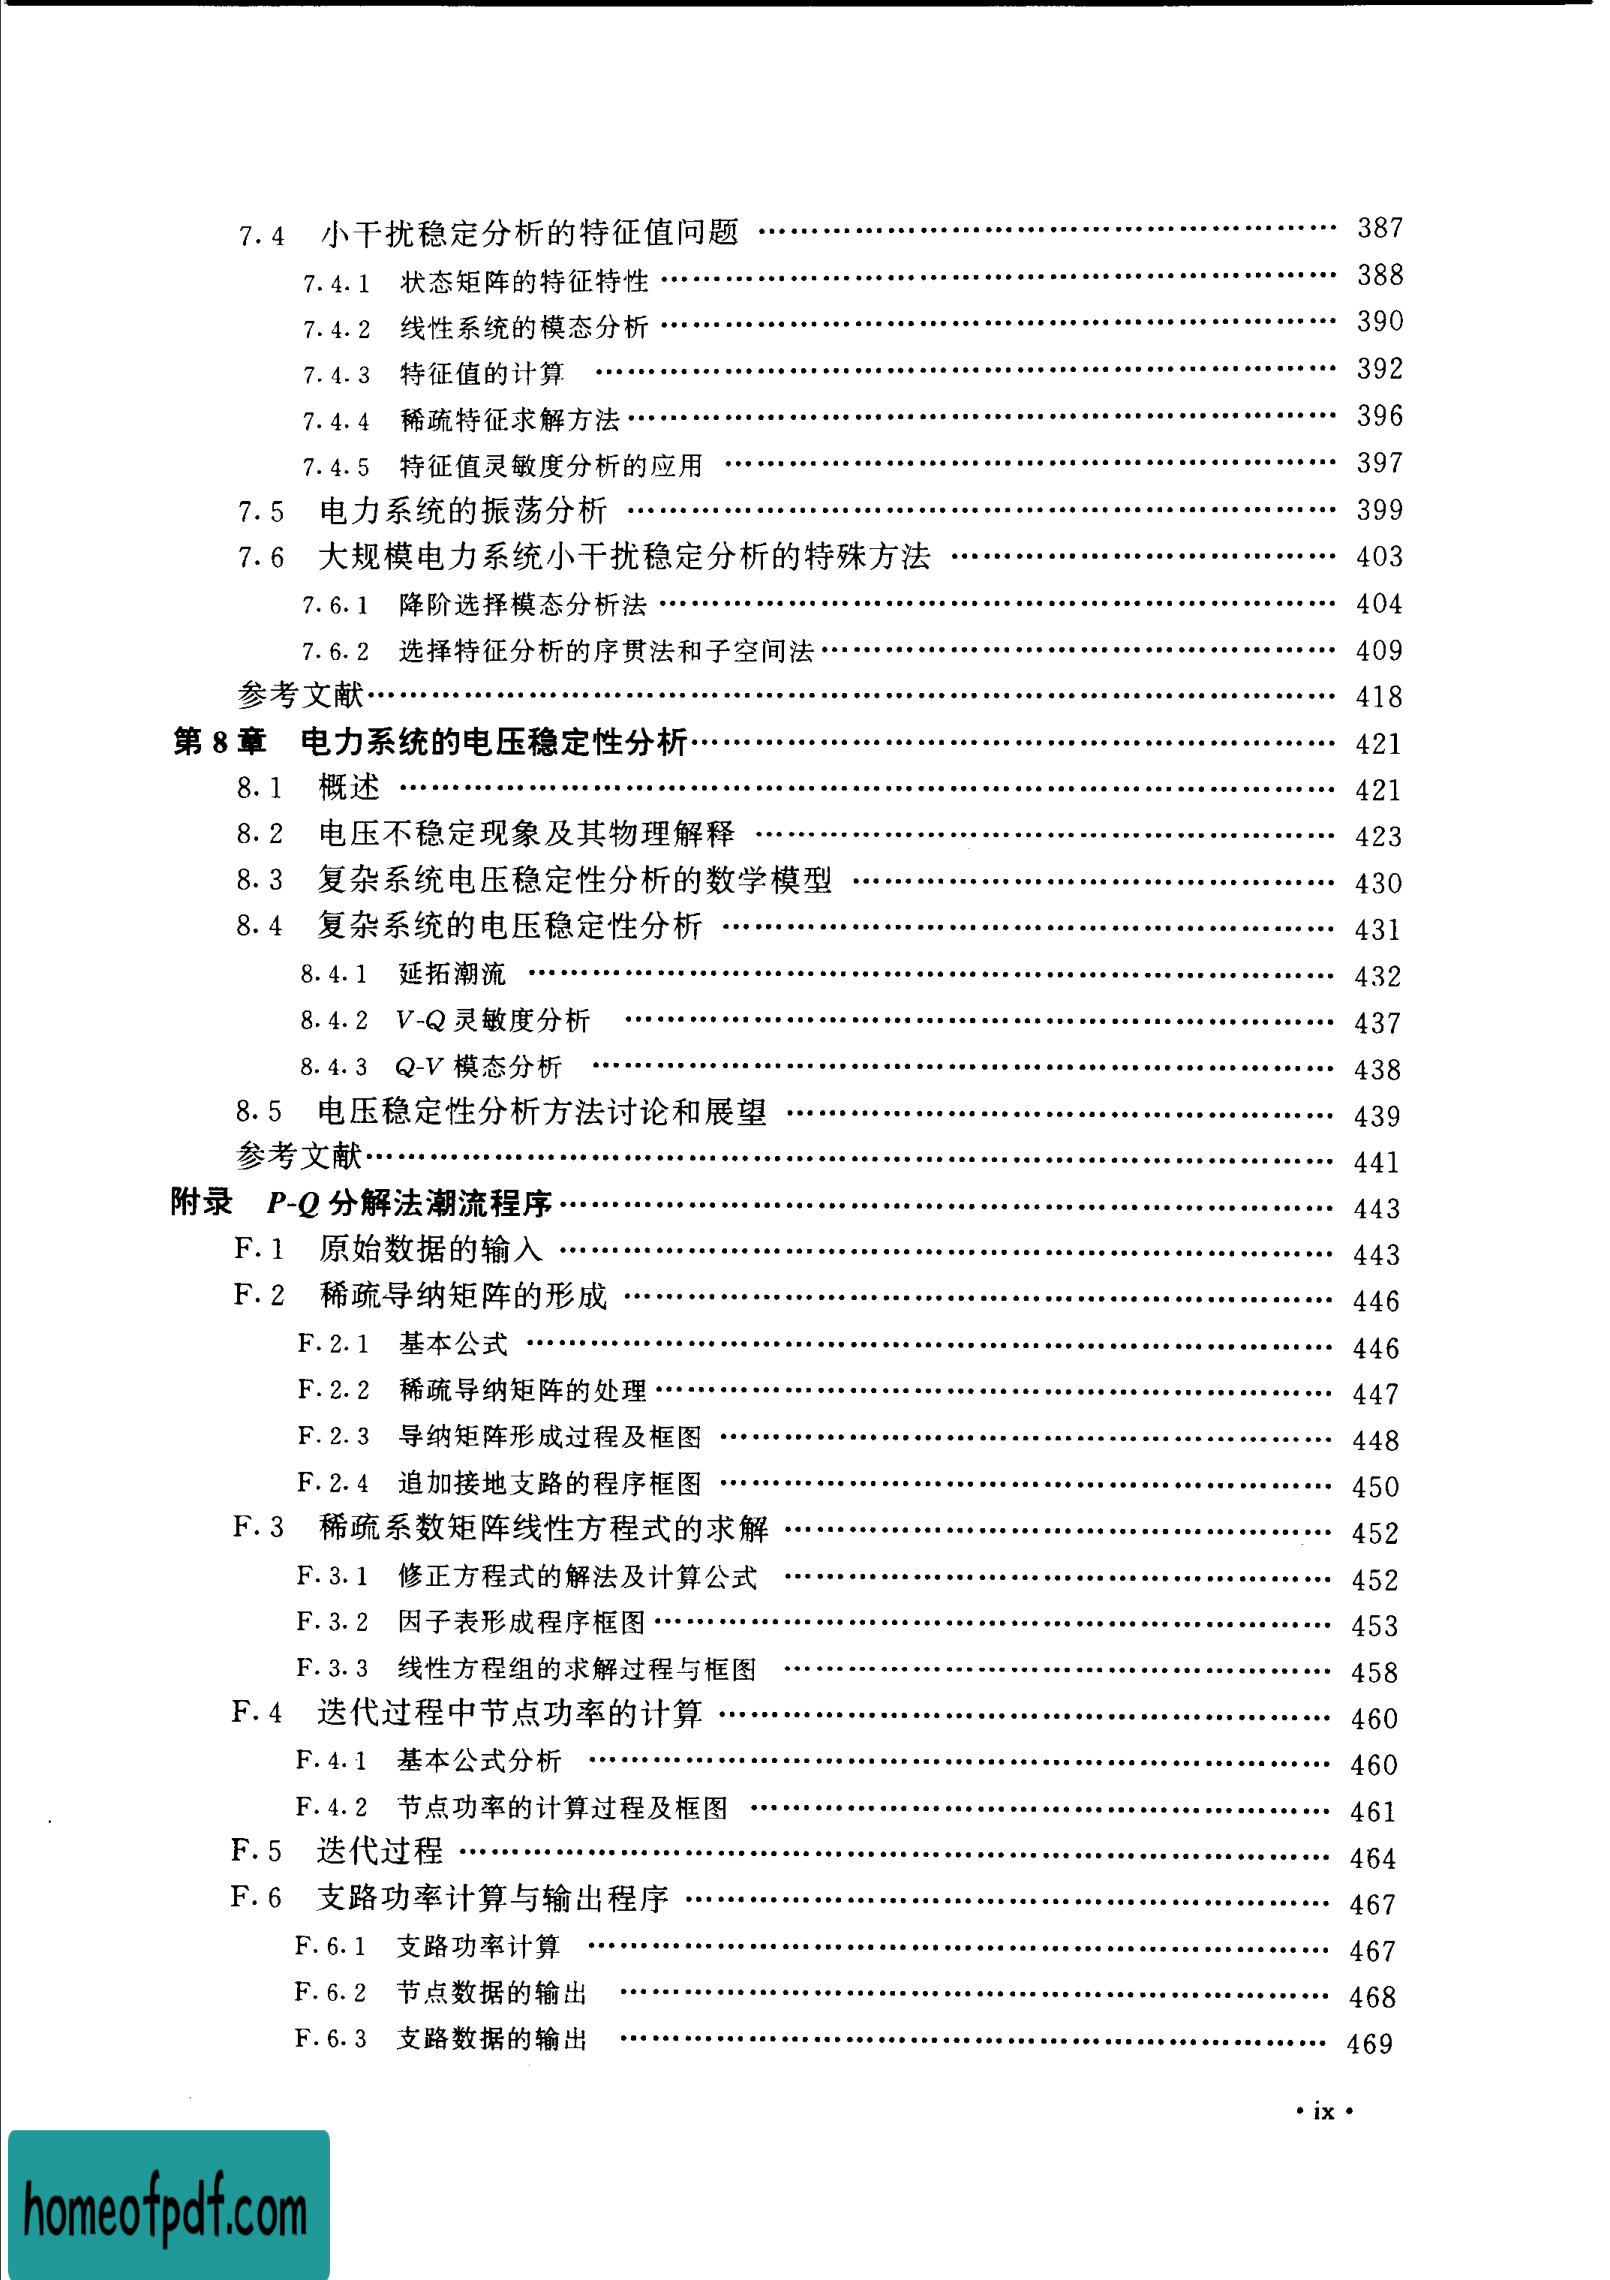 7.4 小干扰稳定分析的特征值问题 …… 387
7.4.1 状态矩阵的特征特性 …… 388
7.4.2 线性系统的模态分析 …… 390
7.4.3 特征值的计算 …… 392
7.4.4 稀疏特征求解方法 …… 396
7.4.5 特征值灵敏度分析的应用 …… 397
7.5 电力系统的振荡分析 …… 399
7.6 大规模电力系统小干扰稳定分析的特殊方法 …… 403
7.6.1 降阶选择模态分析法 …… 404
7.6.2 选择特征分析的序贯法和子空间法 …… 409
参考文献 …… 418
第8章 电力系统的电压稳定性分析 …… 421
8.1 概述 …… 421
8.2 电压不稳定现象及其物理解释 …… 423
8.3 复杂系统电压稳定性分析的数学模型 …… 430
8.4 复杂系统的电压稳定性分析 …… 431
8.4.1 延拓潮流 …… 432
8.4.2 V-Q灵敏度分析 …… 437
8.4.3 Q-V模态分析 …… 438
8.5 电压稳定性分析方法讨论和展望 …… 439
参考文献 …… 441
附录 P-Q分解法潮流程序 …… 443
F.1 原始数据的输入 …… 443
F.2 稀疏导纳矩阵的形成 …… 446
F.2.1 基本公式 …… 446
F.2.2 稀疏导纳矩阵的处理 …… 447
F.2.3 导纳矩阵形成过程及框图 …… 448
F.2.4 追加接地支路的程序框图 …… 450
F.3 稀疏系数矩阵线性方程式的求解 …… 452
F.3.1 修正方程式的解法及计算公式 …… 452
F.3.2 因子表形成程序框图 …… 453
F.3.3 线性方程组的求解过程与框图 …… 458
F.4 迭代过程中节点功率的计算 …… 460
F.4.1 基本公式分析 …… 460
F.4.2 节点功率的计算过程及框图 …… 461
F.5 迭代过程 …… 464
F.6 支路功率计算与输出程序 …… 467
F.6.1 支路功率计算 …… 467
F.6.2 节点数据的输出 …… 468
F.6.3 支路数据的输出 …… 469
• ix •
homeofpdf.com